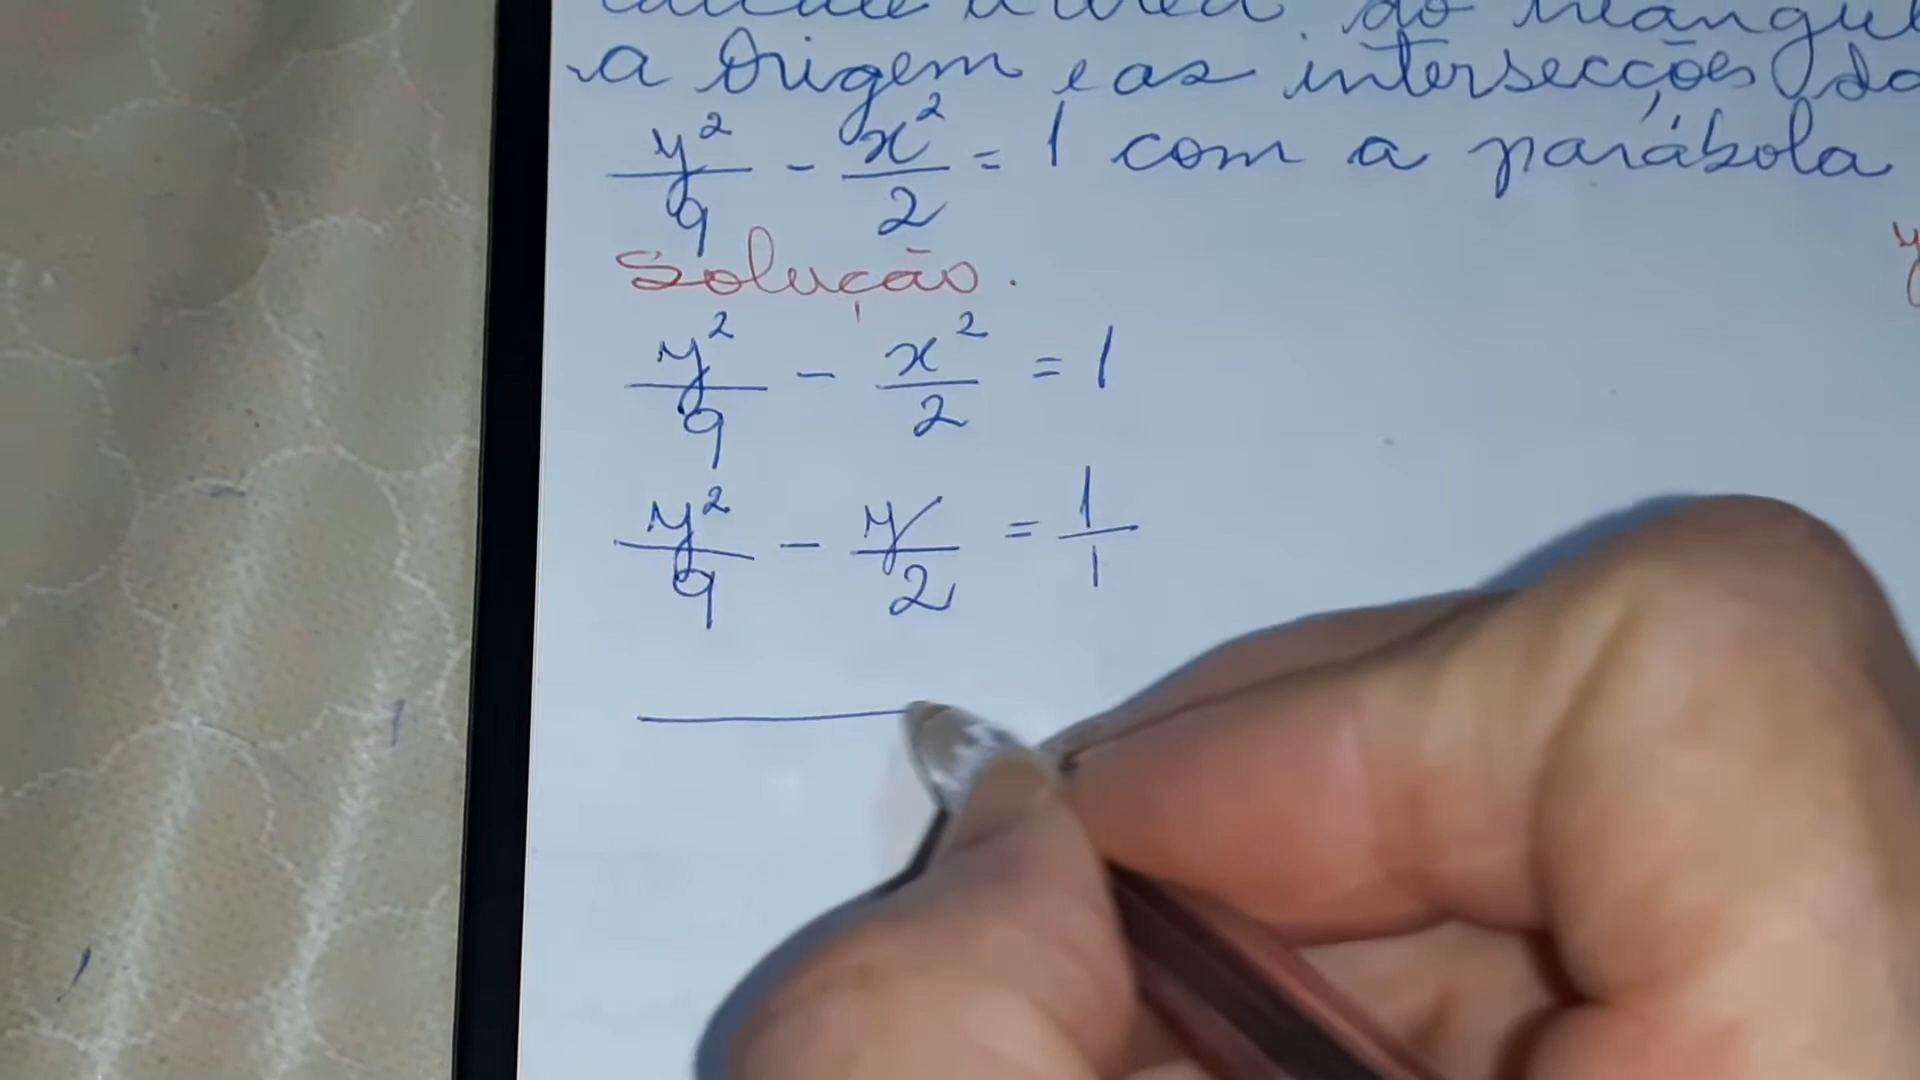 a Origem e as intersecções da
y²/9 - x²/2 = 1 com a parábola
y
Solução.
y²/9 - x²/2 = 1
y²/9 - y/2 = 1/1